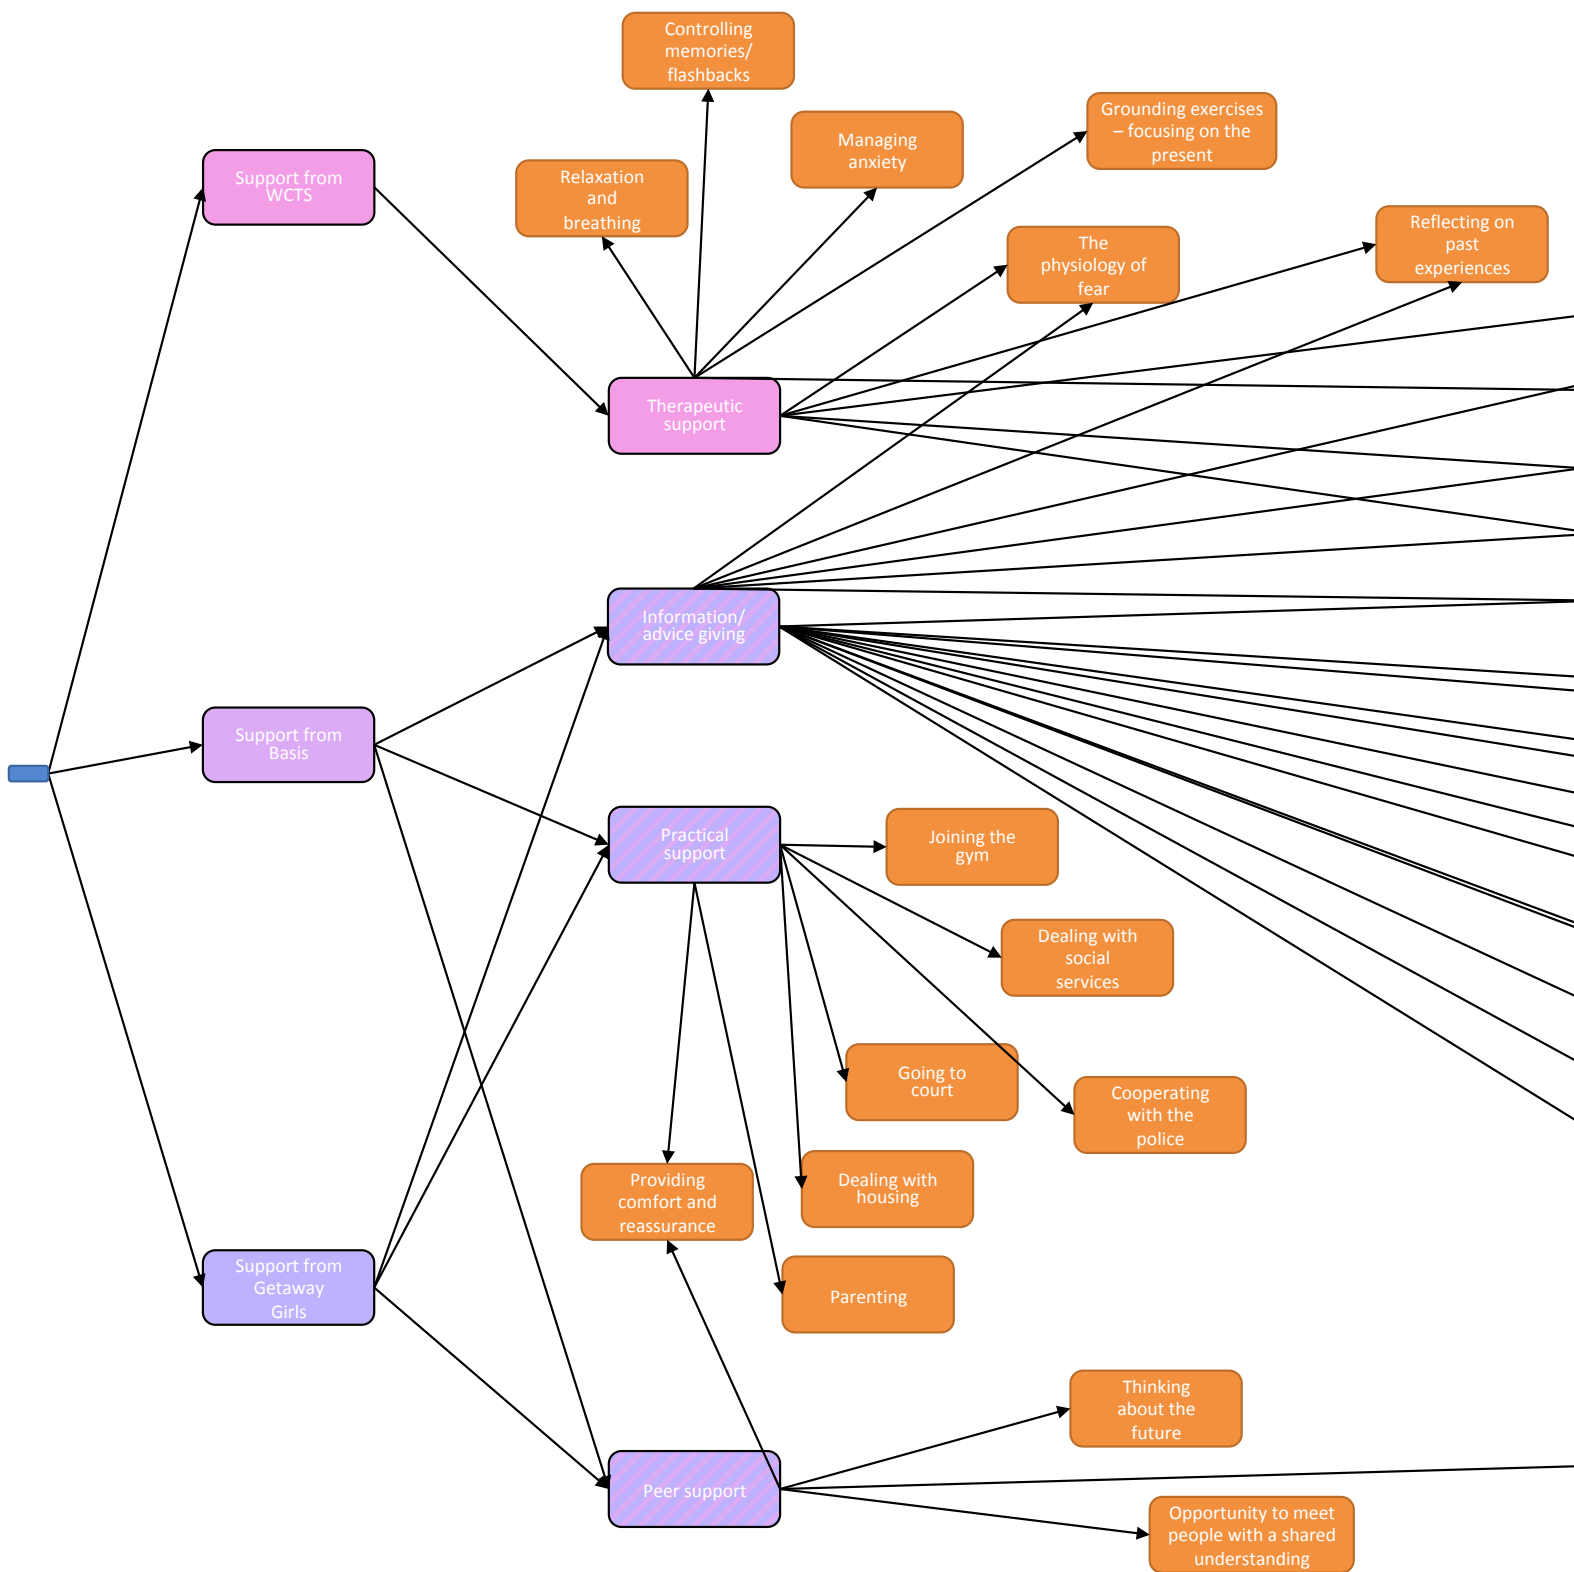 Controlling
memories/
flashbacks
Grounding exercises
– focusing on the
present
Managing
anxiety
Support from
WCTS
Relaxation
and
breathing
Reflecting on
past
experiences
The
physiology of
fear
Therapeutic
support
Information/
advice giving
Support from
Basis
Practical
support
Joining the
gym
Dealing with
social
services
Going to
court
Cooperating
with the
police
Providing
comfort and
reassurance
Dealing with
housing
Support from
Getaway
Girls
Parenting
Thinking
about the
future
Peer support
Opportunity to meet
people with a shared
understanding